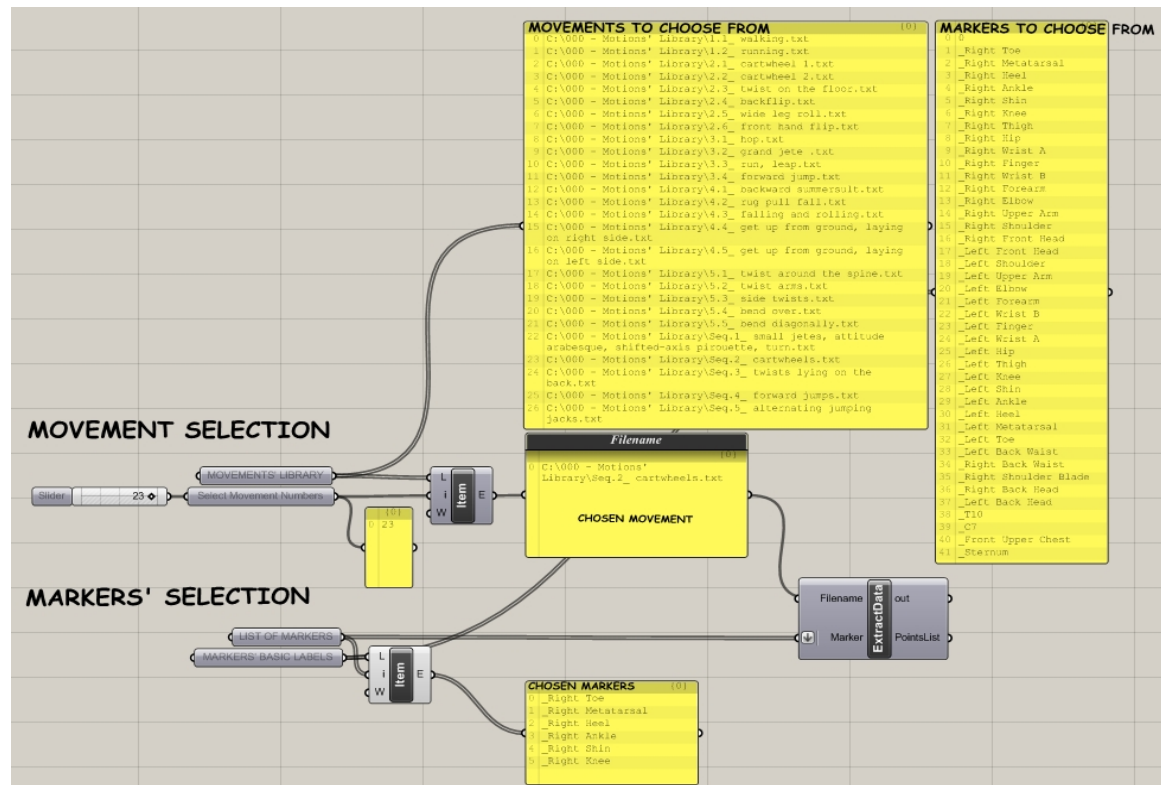 MOVEMENTS TO CHOOSE FROM
{0}
0 C:\000 - Motions' Library\1.1_ walking.txt
1 C:\000 - Motions' Library\1.2_ running.txt
2 C:\000 - Motions' Library\2.1_ cartwheel 1.txt
3 C:\000 - Motions' Library\2.2_ cartwheel 2.txt
4 C:\000 - Motions' Library\2.3_ twist on the floor.txt
5 C:\000 - Motions' Library\2.4_ backflip.txt
6 C:\000 - Motions' Library\2.5_ wide leg roll.txt
7 C:\000 - Motions' Library\2.6_ front hand flip.txt
8 C:\000 - Motions' Library\3.1_ hop.txt
9 C:\000 - Motions' Library\3.2_ grand jete .txt
10 C:\000 - Motions' Library\3.3_ run, leap.txt
11 C:\000 - Motions' Library\3.4_ forward jump.txt
12 C:\000 - Motions' Library\4.1_ backward summersult.txt
13 C:\000 - Motions' Library\4.2_ rug pull fall.txt
14 C:\000 - Motions' Library\4.3_ falling and rolling.txt
15 C:\000 - Motions' Library\4.4_ get up from ground, laying
on right side.txt
16 C:\000 - Motions' Library\4.5_ get up from ground, laying
on left side.txt
17 C:\000 - Motions' Library\5.1_ twist around the spine.txt
18 C:\000 - Motions' Library\5.2_ twist arms.txt
19 C:\000 - Motions' Library\5.3_ side twists.txt
20 C:\000 - Motions' Library\5.4_ bend over.txt
21 C:\000 - Motions' Library\5.5_ bend diagonally.txt
22 C:\000 - Motions' Library\Seq.1_ small jetes, attitude
arabesque, shifted-axis pirouette, turn.txt
23 C:\000 - Motions' Library\Seq.2_ cartwheels.txt
24 C:\000 - Motions' Library\Seq.3_ twists lying on the
back.txt
25 C:\000 - Motions' Library\Seq.4_ forward jumps.txt
26 C:\000 - Motions' Library\Seq.5_ alternating jumping
jacks.txt
MARKERS TO CHOOSE FROM
0 0
1 _Right Toe
2 _Right Metatarsal
3 _Right Heel
4 _Right Ankle
5 _Right Shin
6 _Right Knee
7 _Right Thigh
8 _Right Hip
9 _Right Wrist A
10 _Right Finger
11 _Right Wrist B
12 _Right Forearm
13 _Right Elbow
14 _Right Upper Arm
15 _Right Shoulder
16 _Right Front Head
17 _Left Front Head
18 _Left Shoulder
19 _Left Upper Arm
20 _Left Elbow
21 _Left Forearm
22 _Left Wrist B
23 _Left Finger
24 _Left Wrist A
25 _Left Hip
26 _Left Thigh
27 _Left Knee
28 _Left Shin
29 _Left Ankle
30 _Left Heel
31 _Left Metatarsal
32 _Left Toe
33 _Left Back Waist
34 _Right Back Waist
35 _Right Shoulder Blade
36 _Right Back Head
37 _Left Back Head
38 _T10
39 _C7
40 _Front Upper Chest
41 _Sternum
MOVEMENT SELECTION
MOVEMENTS' LIBRARY
Slider 23
Select Movement Numbers
L
i
W
Item
E
{0}
0 23
Filename
{0}
0 C:\000 - Motions'
Library\Seq.2_ cartwheels.txt
CHOSEN MOVEMENT
MARKERS' SELECTION
LIST OF MARKERS
MARKERS' BASIC LABELS
L
i
W
Item
E
Filename
Marker
ExtractData
out
PointsList
CHOSEN MARKERS {0}
0 _Right Toe
1 _Right Metatarsal
2 _Right Heel
3 _Right Ankle
4 _Right Shin
5 _Right Knee